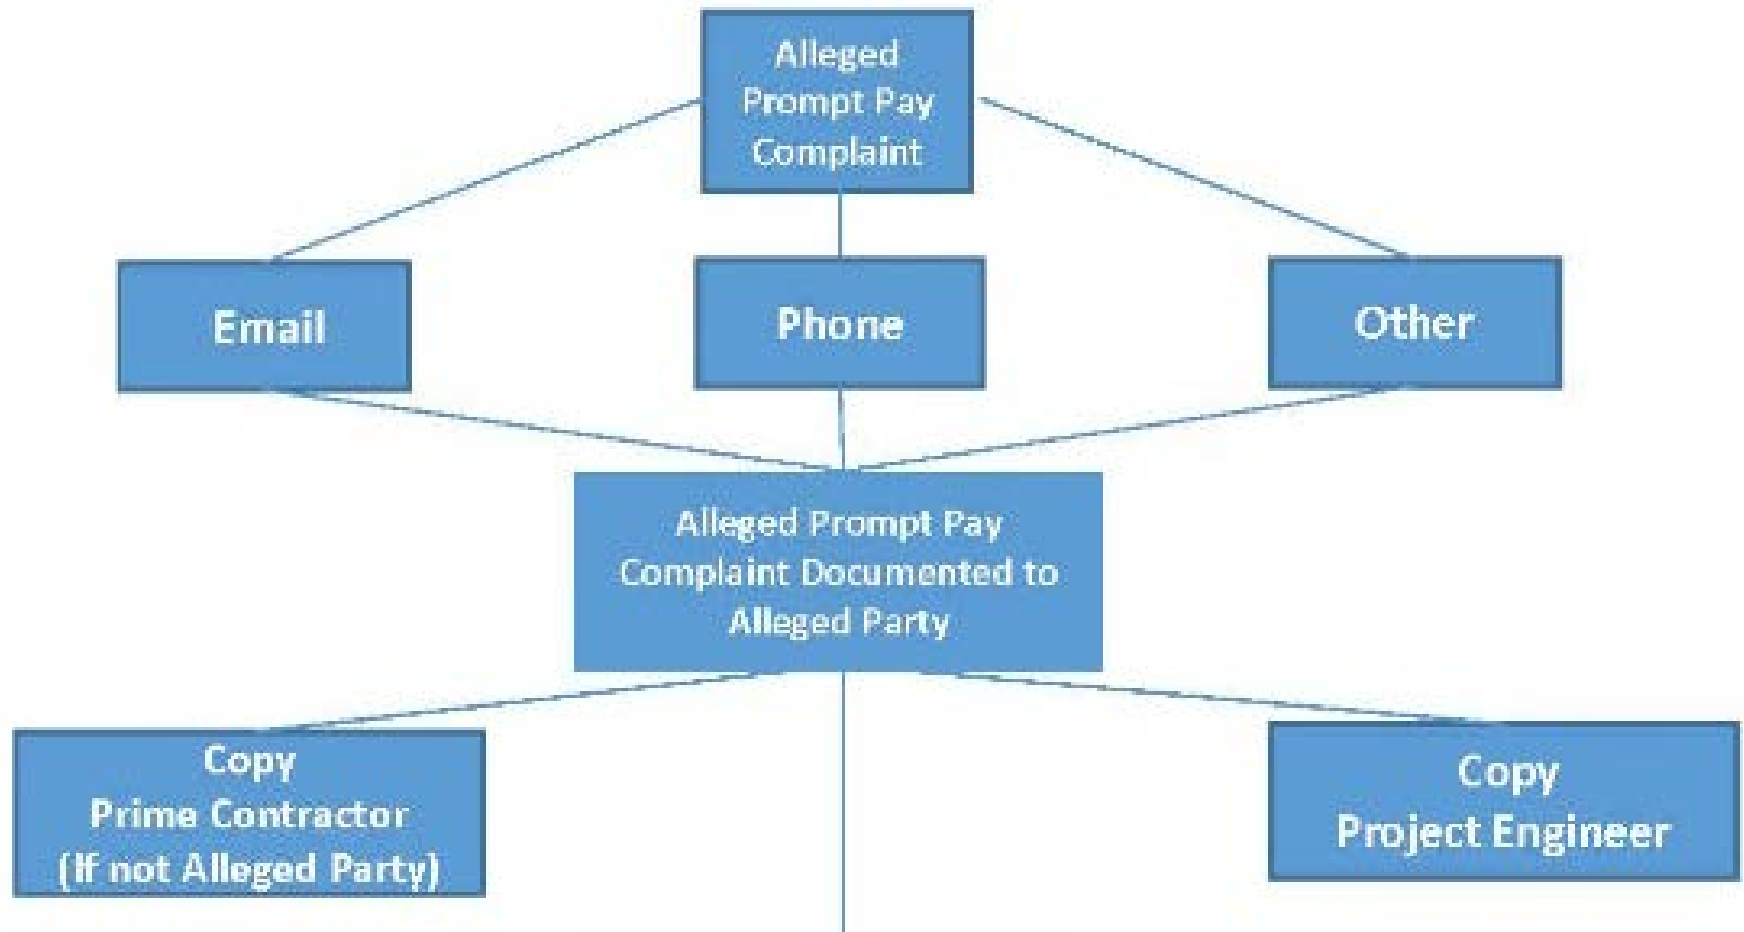 Alleged
Prompt Pay
Complaint
Email
Phone
Other
Alleged Prompt Pay
Complaint Documented to
Alleged Party
Copy
Prime Contractor
(If not Alleged Party)
Copy
Project Engineer